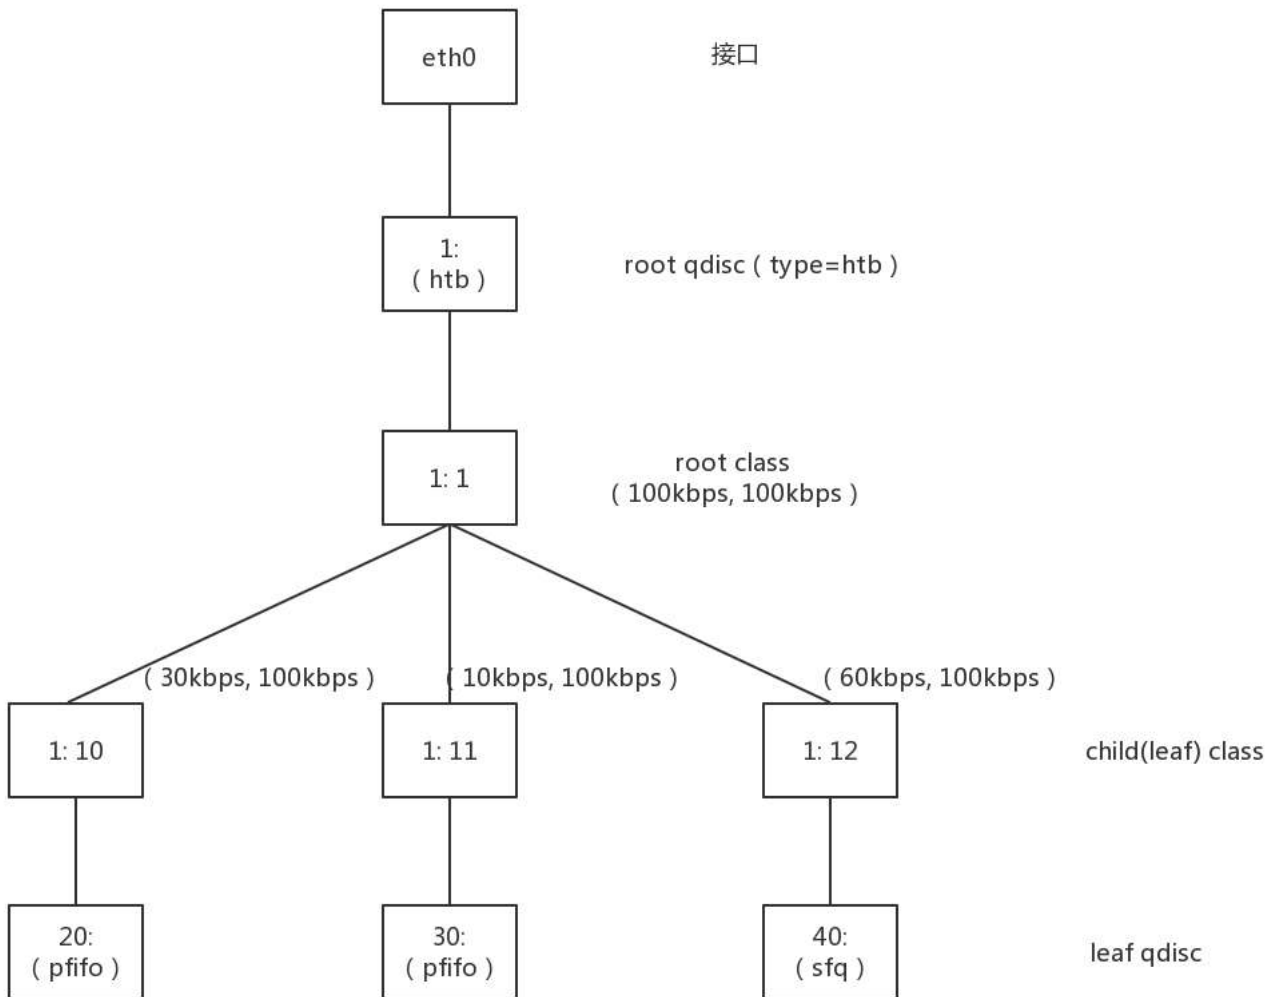 eth0
接口
1:
( htb )
root qdisc ( type=htb )
1: 1
root class
( 100kbps, 100kbps )
( 30kbps, 100kbps )
( 10kbps, 100kbps )
( 60kbps, 100kbps )
1: 10
1: 11
1: 12
child(leaf) class
20:
( pfifo )
30:
( pfifo )
40:
( sfq )
leaf qdisc